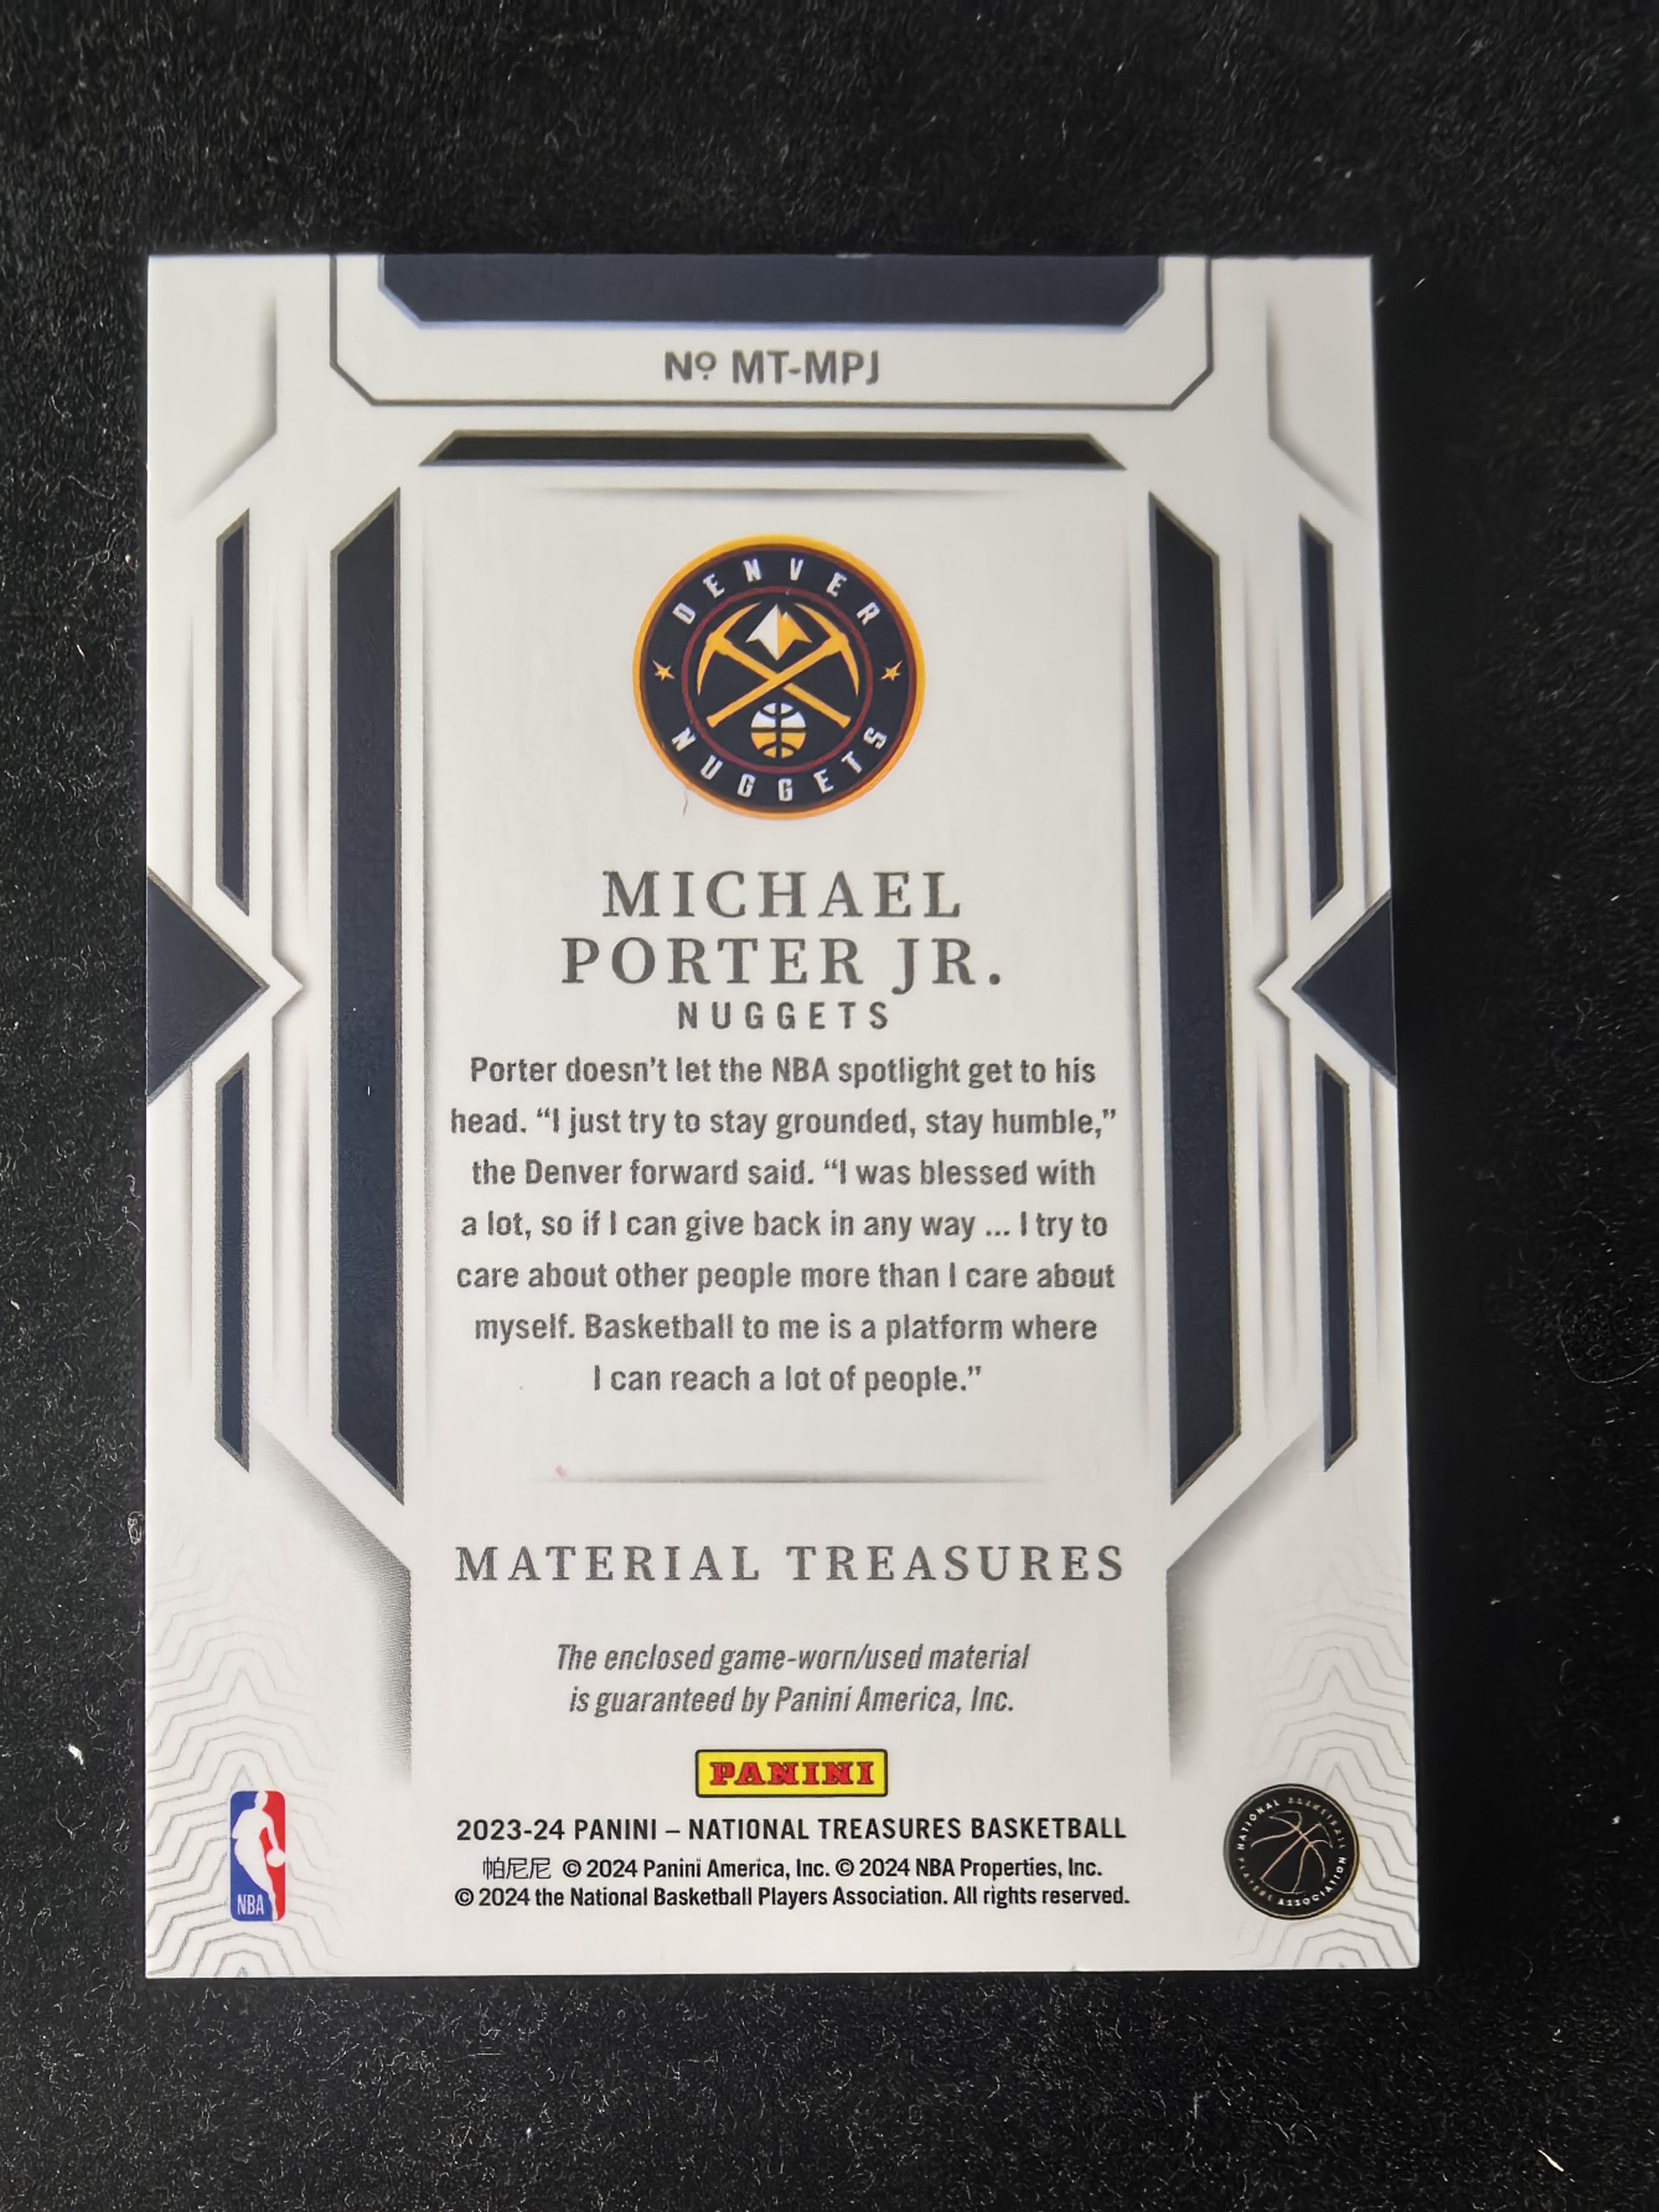 Nº MT-MPJ
DENVER
NUGGETS
MICHAEL
PORTER JR.
NUGGETS
Porter doesn’t let the NBA spotlight get to his
head. “I just try to stay grounded, stay humble,”
the Denver forward said. “I was blessed with
a lot, so if I can give back in any way ... I try to
care about other people more than I care about
myself. Basketball to me is a platform where
I can reach a lot of people.”
MATERIAL TREASURES
The enclosed game-worn/used material
is guaranteed by Panini America, Inc.
PANINI
2023-24 PANINI – NATIONAL TREASURES BASKETBALL
帕尼尼 © 2024 Panini America, Inc. © 2024 NBA Properties, Inc.
© 2024 the National Basketball Players Association. All rights reserved.
NBA
NATIONAL BASKETBALL
PLAYERS ASSOCIATION